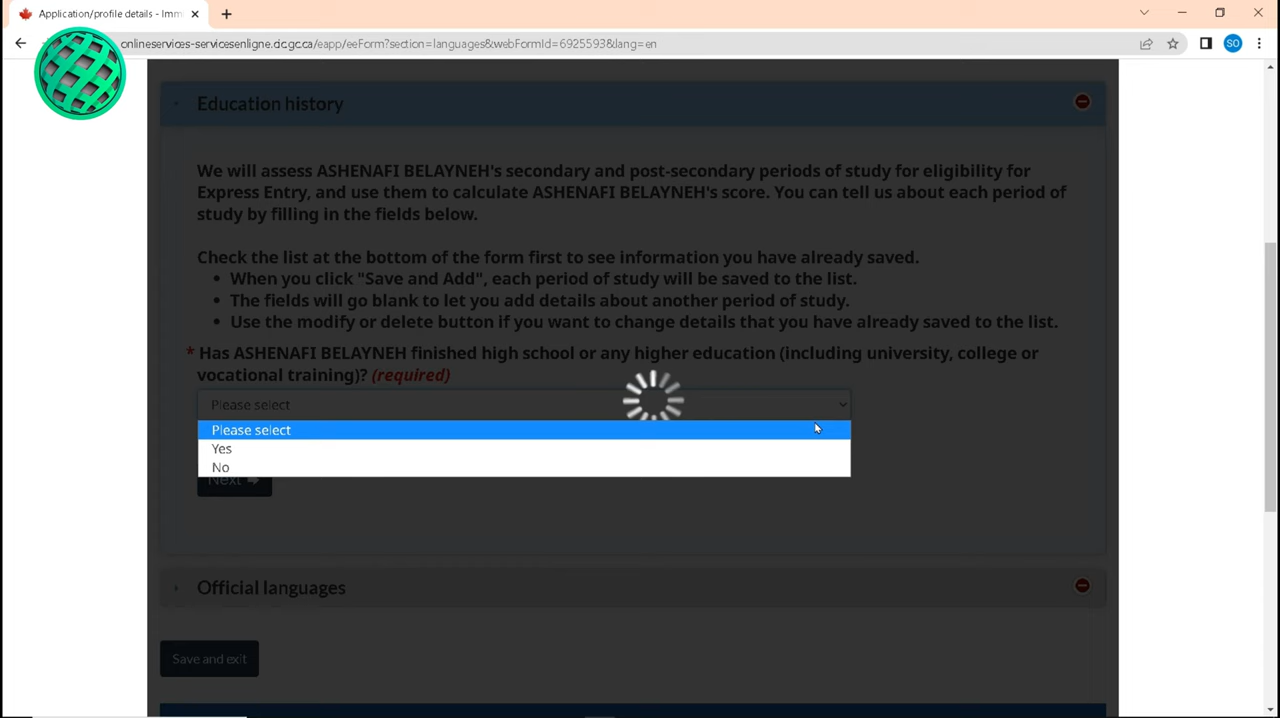 Application/profile details - Imm
onlineservices-servicesenligne.cic.gc.ca/eapp/eeForm?section=languages&webFormId=6925593&lang=en
SO
Education history
We will assess ASHENAFI BELAYNEH's secondary and post-secondary periods of study for eligibility for
Express Entry, and use them to calculate ASHENAFI BELAYNEH's score. You can tell us about each period of
study by filling in the fields below.
Check the list at the bottom of the form first to see information you have already saved.
• When you click "Save and Add", each period of study will be saved to the list.
• The fields will go blank to let you add details about another period of study.
• Use the modify or delete button if you want to change details that you have already saved to the list.
* Has ASHENAFI BELAYNEH finished high school or any higher education (including university, college or
vocational training)? (required)
Please select
Please select
Yes
No
Next
Official languages
Save and exit